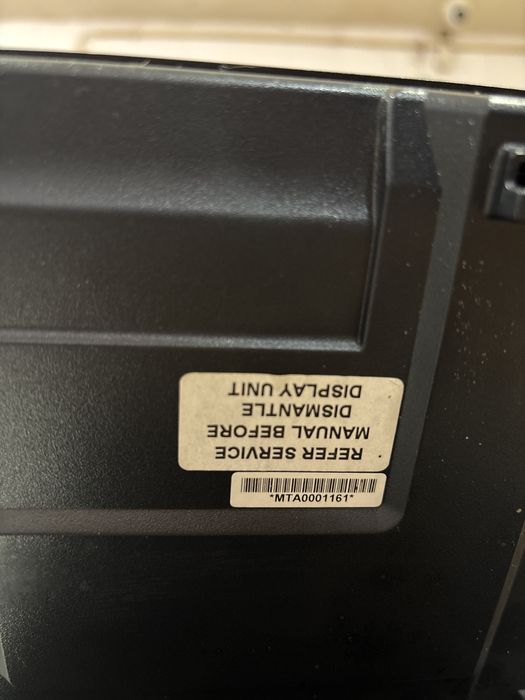 REFER SERVICE
MANUAL BEFORE
DISMANTLE
DISPLAY UNIT
*MTA0001161*